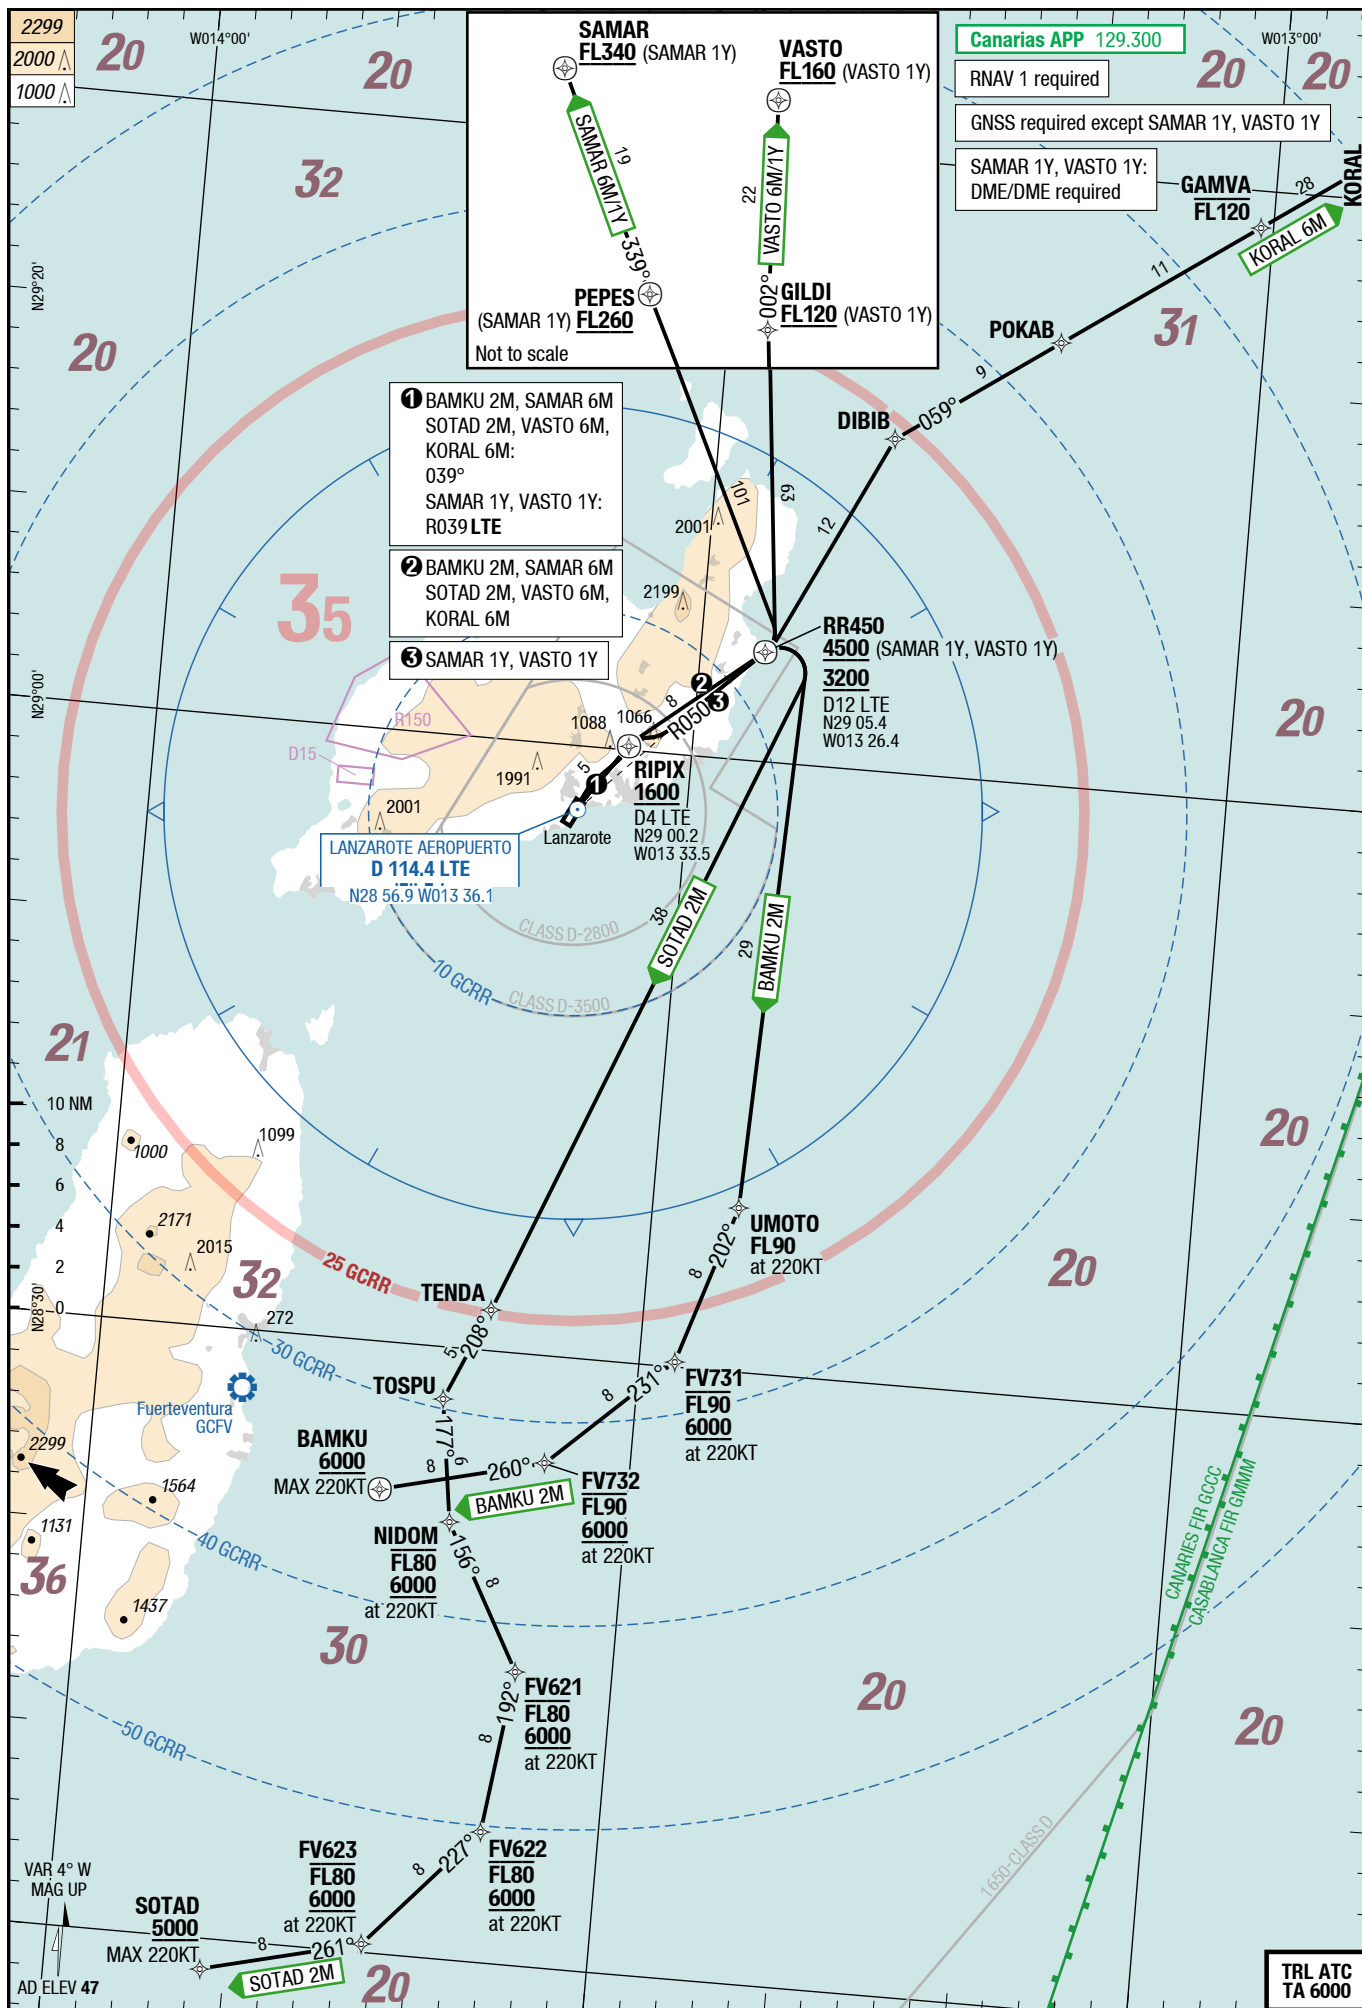 2299
2000
1000
W014°00'
20
20
32
SAMAR
FL340 (SAMAR 1Y)
VASTO
FL160 (VASTO 1Y)
SAMAR 6M/1Y
19
339°
VASTO 6M/1Y
22
002°
PEPES
(SAMAR 1Y) FL260
GILDI
FL120 (VASTO 1Y)
Not to scale
Canarias APP 129.300
W013°00'
20
20
RNAV 1 required
GNSS required except SAMAR 1Y, VASTO 1Y
SAMAR 1Y, VASTO 1Y:
DME/DME required
GAMVA
FL120
28
KORAL
KORAL 6M
11
POKAB
31
9
059°
DIBIB
12
N29°20'
20
1 BAMKU 2M, SAMAR 6M
SOTAD 2M, VASTO 6M,
KORAL 6M:
039°
SAMAR 1Y, VASTO 1Y:
R039 LTE
2 BAMKU 2M, SAMAR 6M
SOTAD 2M, VASTO 6M,
KORAL 6M
3 SAMAR 1Y, VASTO 1Y
101
63
2001
2199
35
RR450
4500 (SAMAR 1Y, VASTO 1Y)
3200
D12 LTE
N29 05.4
W013 26.4
N29°00'
R150
D15
1088
1066
8
2
3
R050
1991
5
1
2001
RIPIX
1600
D4 LTE
N29 00.2
W013 33.5
Lanzarote
LANZAROTE AEROPUERTO
D 114.4 LTE
N28 56.9 W013 36.1
20
CLASS D-2800
CLASS D-3500
10 GCRR
38
SOTAD 2M
29
BAMKU 2M
21
10 NM
8
6
4
2
0
1000
1099
2171
2015
32
272
N28°30'
25 GCRR
30 GCRR
20
20
TENDA
5
208°
TOSPU
177°
UMOTO
FL90
at 220KT
8
202°
FV731
FL90
6000
at 220KT
8
231°
Fuerteventura
GCFV
2299
1564
1131
36
1437
40 GCRR
BAMKU
6000
MAX 220KT
8
6
260°
BAMKU 2M
FV732
FL90
6000
at 220KT
NIDOM
FL80
6000
at 220KT
156°
8
30
FV621
FL80
6000
at 220KT
192°
8
50 GCRR
20
20
CANARIES FIR GCCC
CASABLANCA FIR GMMM
1650-CLASS D
FV622
FL80
6000
at 220KT
227°
8
FV623
FL80
6000
at 220KT
261°
8
SOTAD
5000
MAX 220KT
SOTAD 2M
20
VAR 4° W
MAG UP
AD ELEV 47
TRL ATC
TA 6000